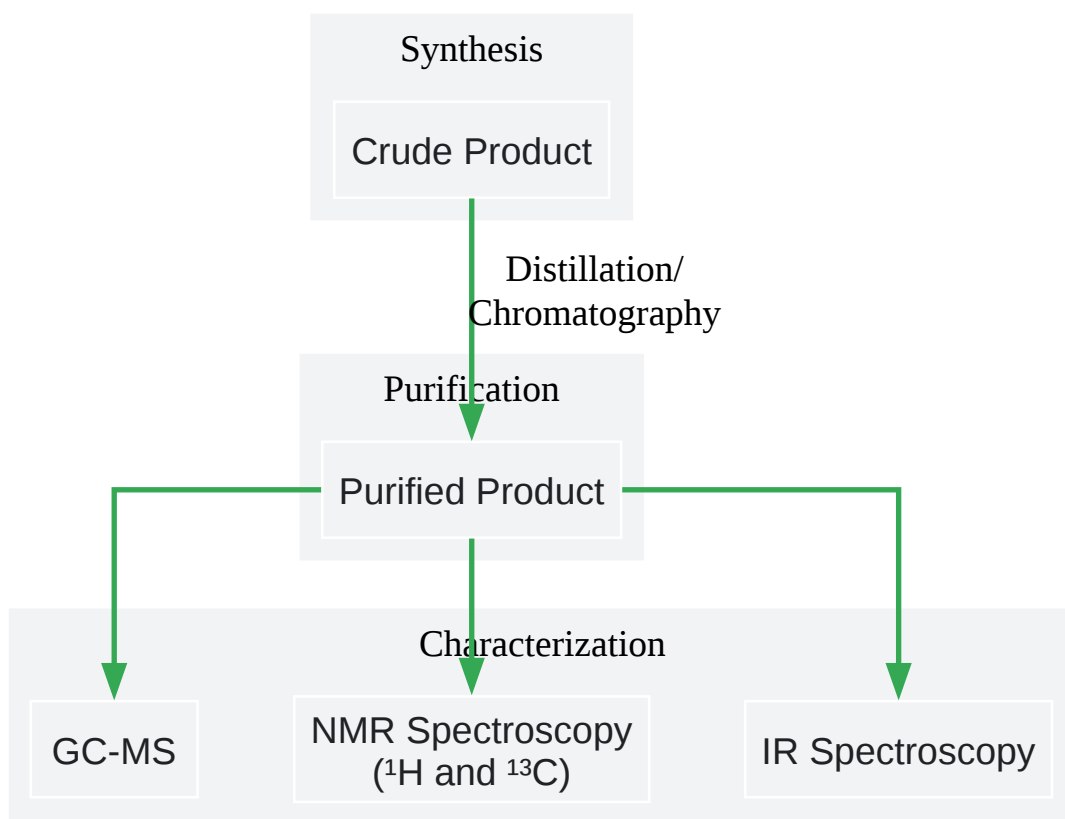 Synthesis
Crude Product
Distillation/
Chromatography
Purification
Purified Product
Characterization
GC-MS
NMR Spectroscopy
(¹H and ¹³C)
IR Spectroscopy